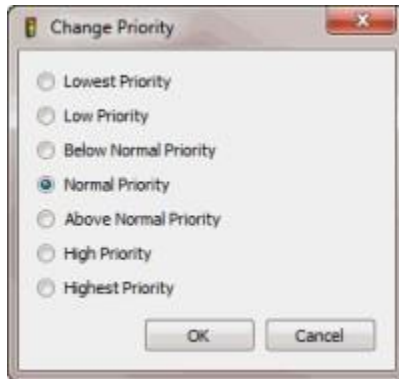 Change Priority
Lowest Priority
Low Priority
Below Normal Priority
Normal Priority
Above Normal Priority
High Priority
Highest Priority
OK
Cancel